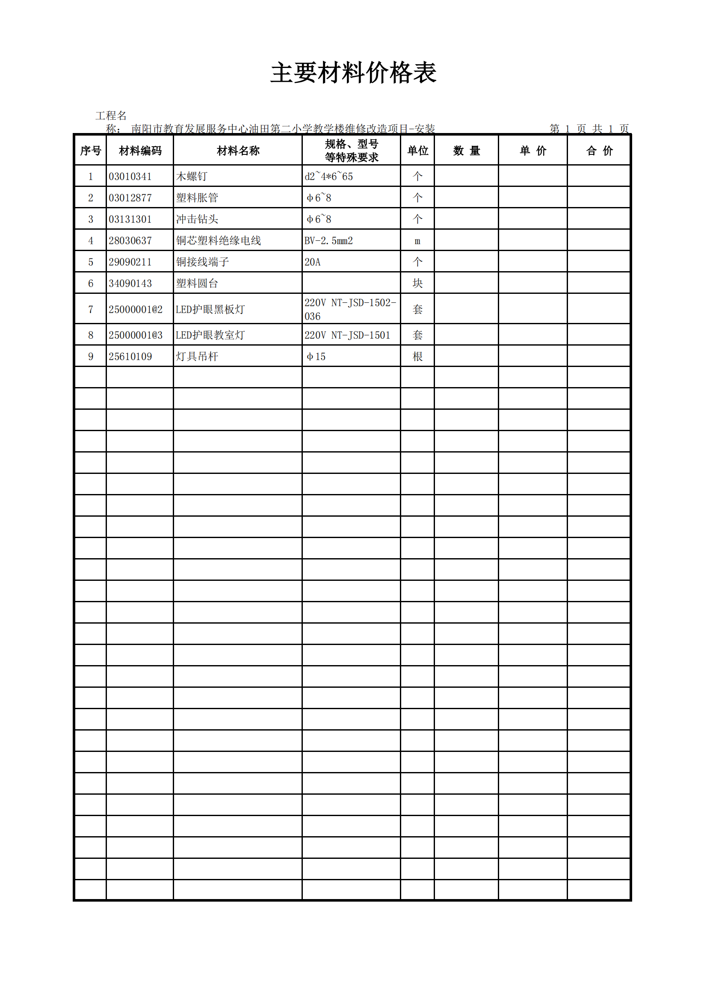 主要材料价格表
工程名
称： 南阳市教育发展服务中心油田第二小学教学楼维修改造项目-安装 第 1 页 共 1 页
序号 材料编码 材料名称 规格、型号 等特殊要求 单位 数 量 单 价 合 价
1 03010341 木螺钉 d2~4*6~65 个
2 03012877 塑料胀管 φ6~8 个
3 03131301 冲击钻头 φ6~8 个
4 28030637 铜芯塑料绝缘电线 BV-2.5mm2 m
5 29090211 铜接线端子 20A 个
6 34090143 塑料圆台 块
7 25000001@2 LED护眼黑板灯 220V NT-JSD-1502-036 套
8 25000001@3 LED护眼教室灯 220V NT-JSD-1501 套
9 25610109 灯具吊杆 φ15 根